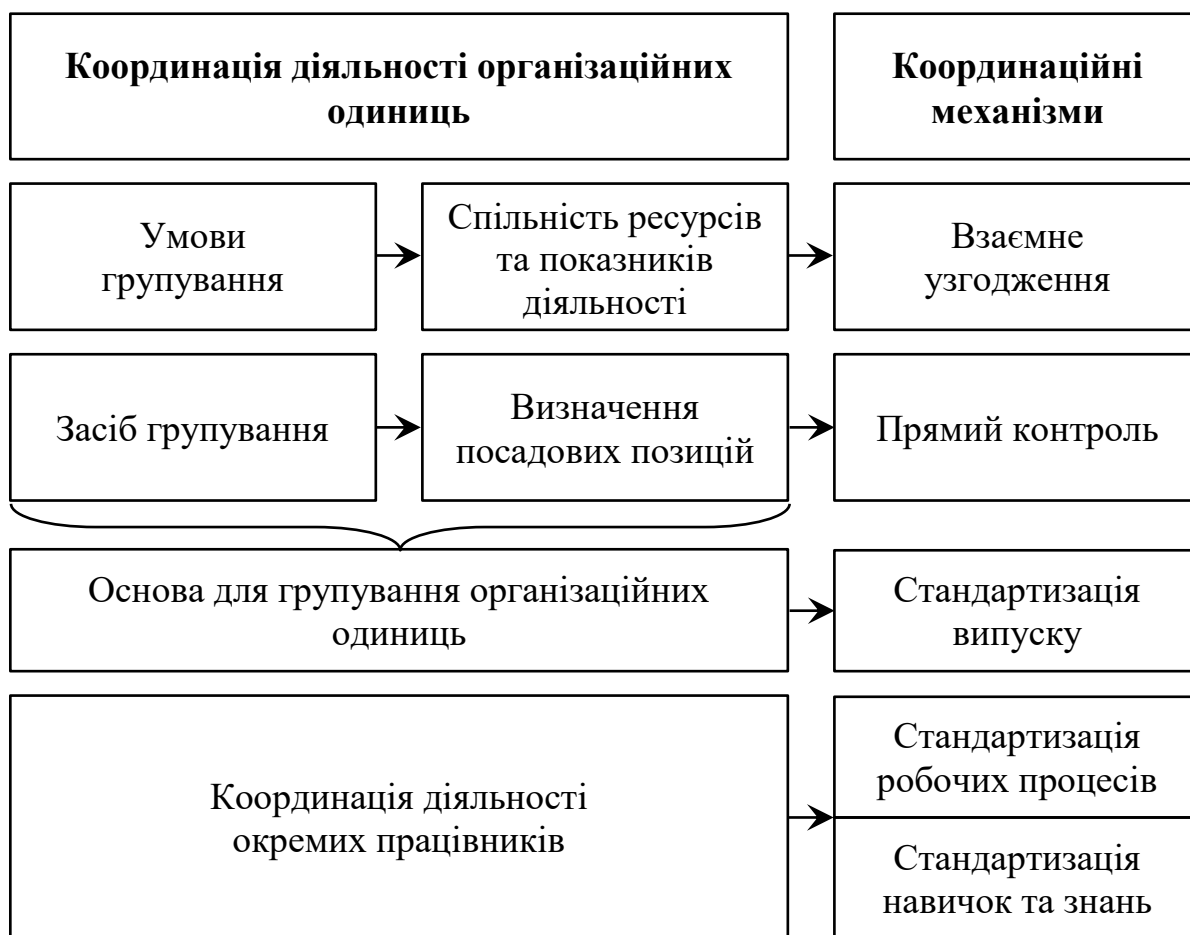 Координація діяльності організаційних
одиниць
Координаційні
механізми
Умови
групування
Спільність ресурсів
та показників
діяльності
Взаємне
узгодження
Засіб групування
Визначення
посадових позицій
Прямий контроль
Основа для групування організаційних
одиниць
Стандартизація
випуску
Координація діяльності
окремих працівників
Стандартизація
робочих процесів
Стандартизація
навичок та знань